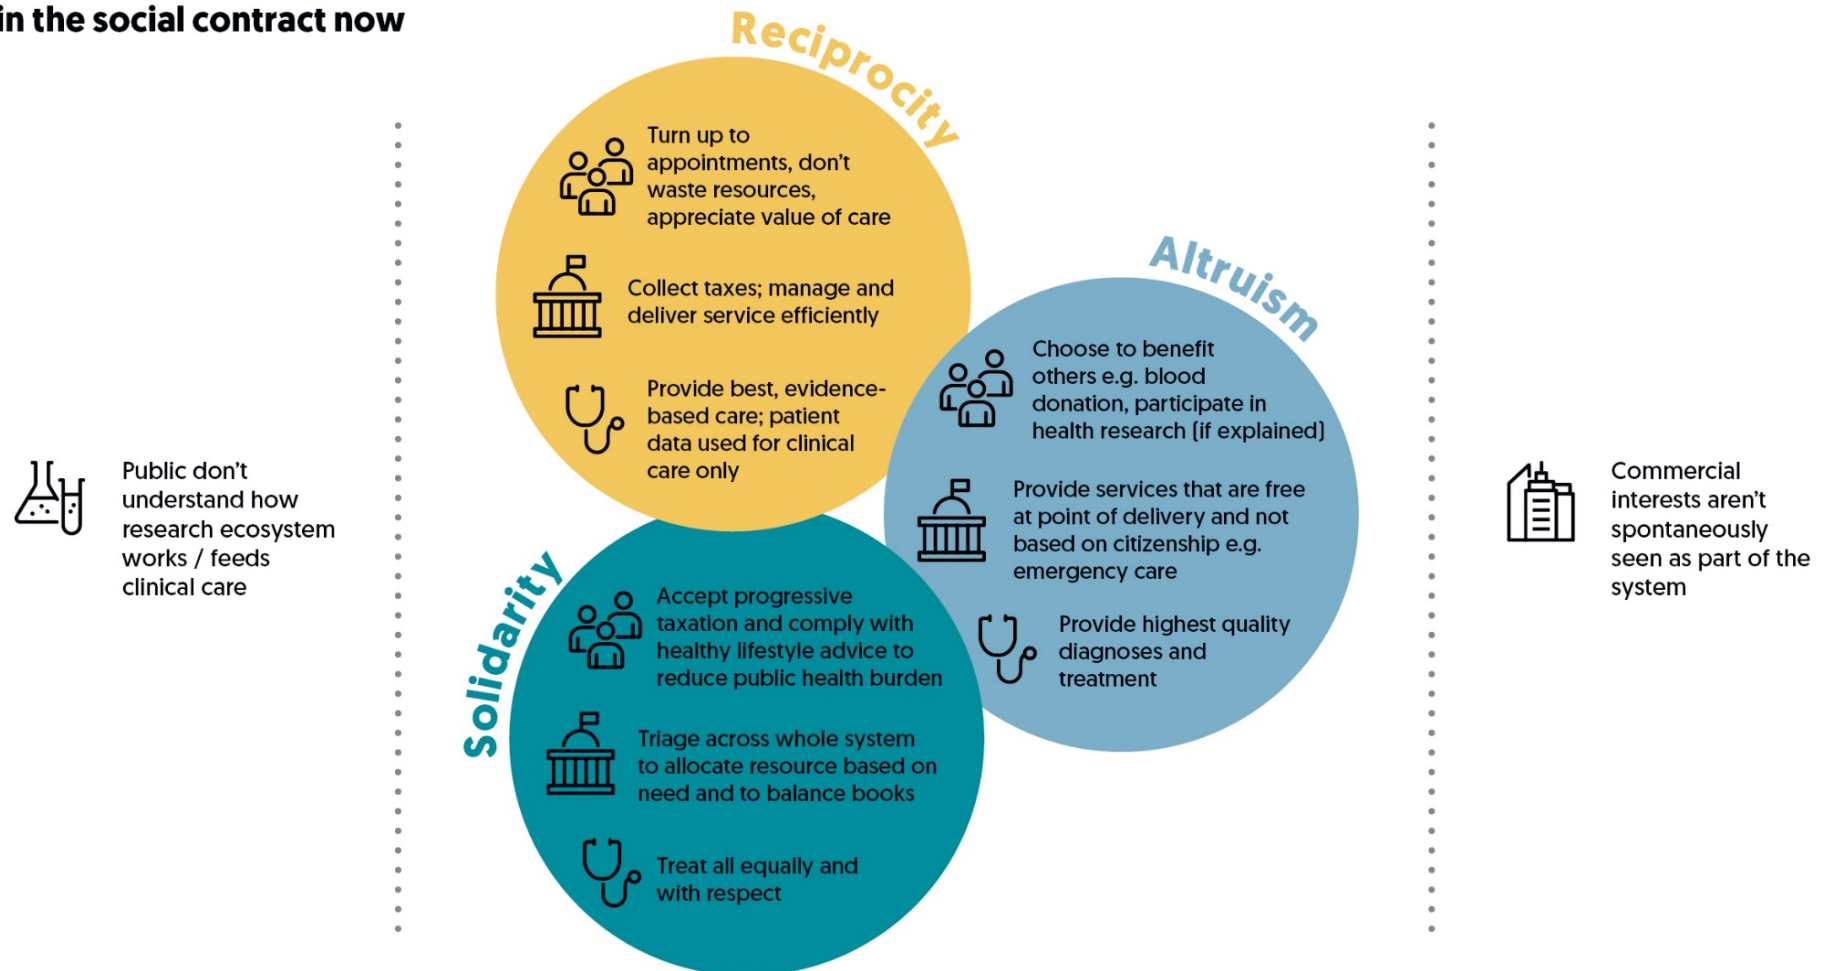 in the social contract now
Reciprocity
Turn up to
appointments, don't
waste resources,
appreciate value of care
Collect taxes; manage and
deliver service efficiently
Provide best, evidence-
based care; patient
data used for clinical
care only
Altruism
Choose to benefit
others e.g. blood
donation, participate in
health research (if explained)
Provide services that are free
at point of delivery and not
based on citizenship e.g.
emergency care
Provide highest quality
diagnoses and
treatment
Solidarity
Accept progressive
taxation and comply with
healthy lifestyle advice to
reduce public health burden
Triage across whole system
to allocate resource based on
need and to balance books
Treat all equally and
with respect
Public don't
understand how
research ecosystem
works / feeds
clinical care
Commercial
interests aren't
spontaneously
seen as part of the
system